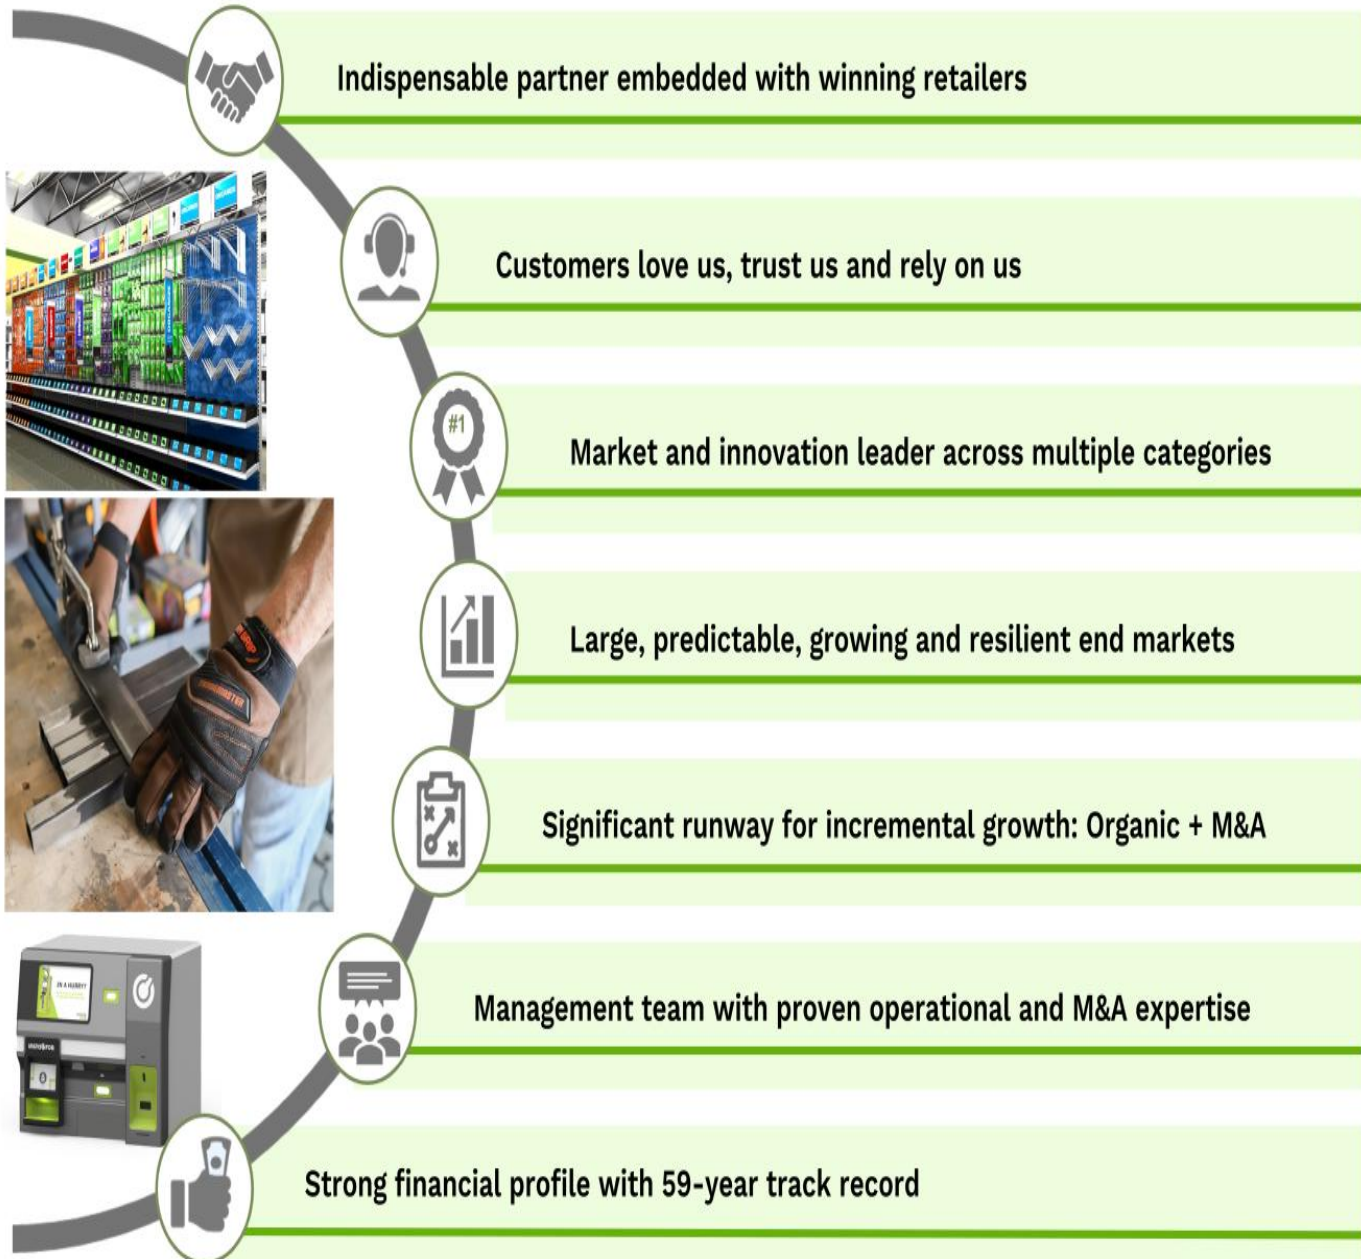 Indispensable partner embedded with winning retailers
Customers love us, trust us and rely on us
#1
Market and innovation leader across multiple categories
Large, predictable, growing and resilient end markets
Significant runway for incremental growth: Organic + M&A
Management team with proven operational and M&A expertise
IN A HURRY?
Strong financial profile with 59-year track record